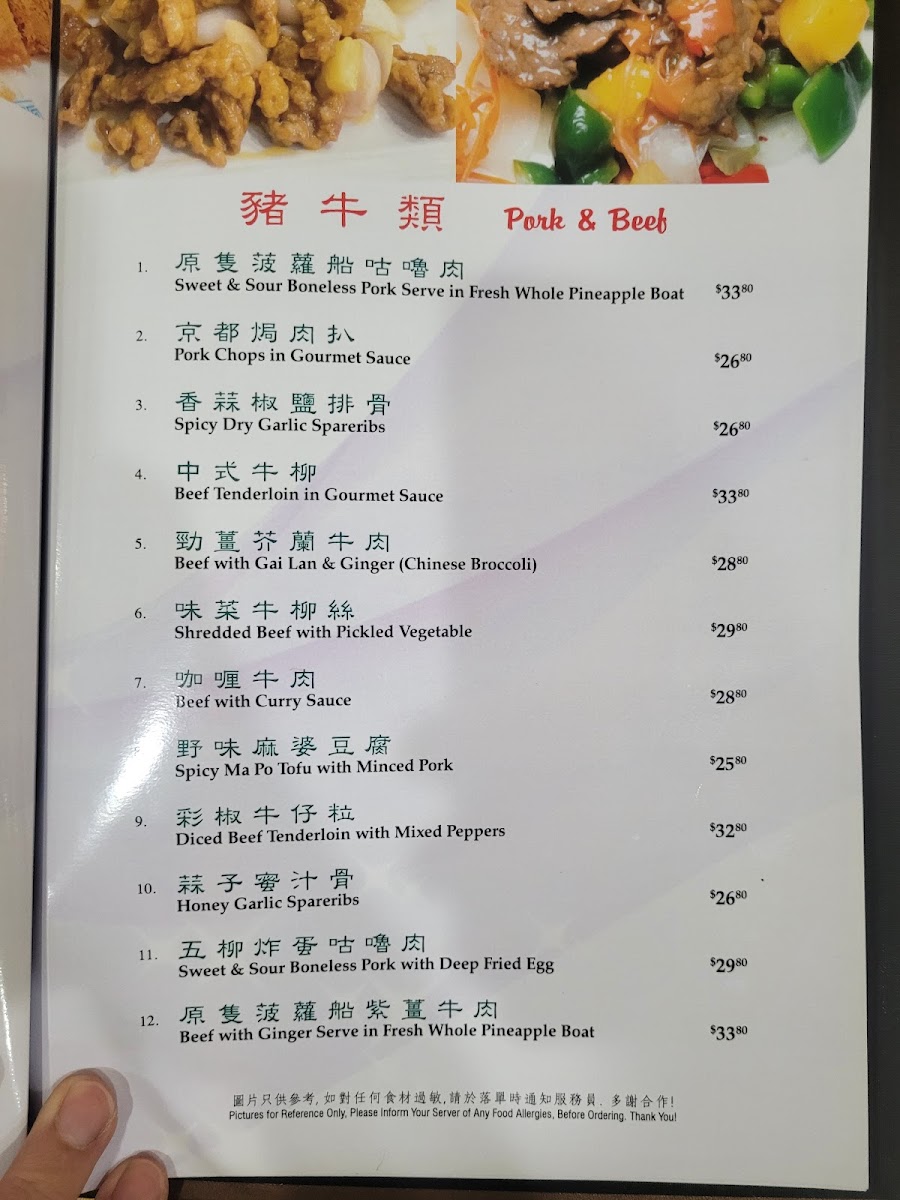 豬牛類 Pork & Beef
1. 原隻菠蘿船咕嚕肉
Sweet & Sour Boneless Pork Serve in Fresh Whole Pineapple Boat $33.80
2. 京都焗肉扒
Pork Chops in Gourmet Sauce $26.80
3. 香蒜椒鹽排骨
Spicy Dry Garlic Spareribs $26.80
4. 中式牛柳
Beef Tenderloin in Gourmet Sauce $33.80
5. 勁薑芥蘭牛肉
Beef with Gai Lan & Ginger (Chinese Broccoli) $28.80
6. 味菜牛柳絲
Shredded Beef with Pickled Vegetable $29.80
7. 咖喱牛肉
Beef with Curry Sauce $28.80
野味麻婆豆腐
Spicy Ma Po Tofu with Minced Pork $25.80
9. 彩椒牛仔粒
Diced Beef Tenderloin with Mixed Peppers $32.80
10. 蒜子蜜汁骨
Honey Garlic Spareribs $26.80
11. 五柳炸蛋咕嚕肉
Sweet & Sour Boneless Pork with Deep Fried Egg $29.80
12. 原隻菠蘿船紫薑牛肉
Beef with Ginger Serve in Fresh Whole Pineapple Boat $33.80
圖片只供參考, 如對任何食材過敏,請於落單時通知服務員. 多謝合作!
Pictures for Reference Only, Please Inform Your Server of Any Food Allergies, Before Ordering. Thank You!